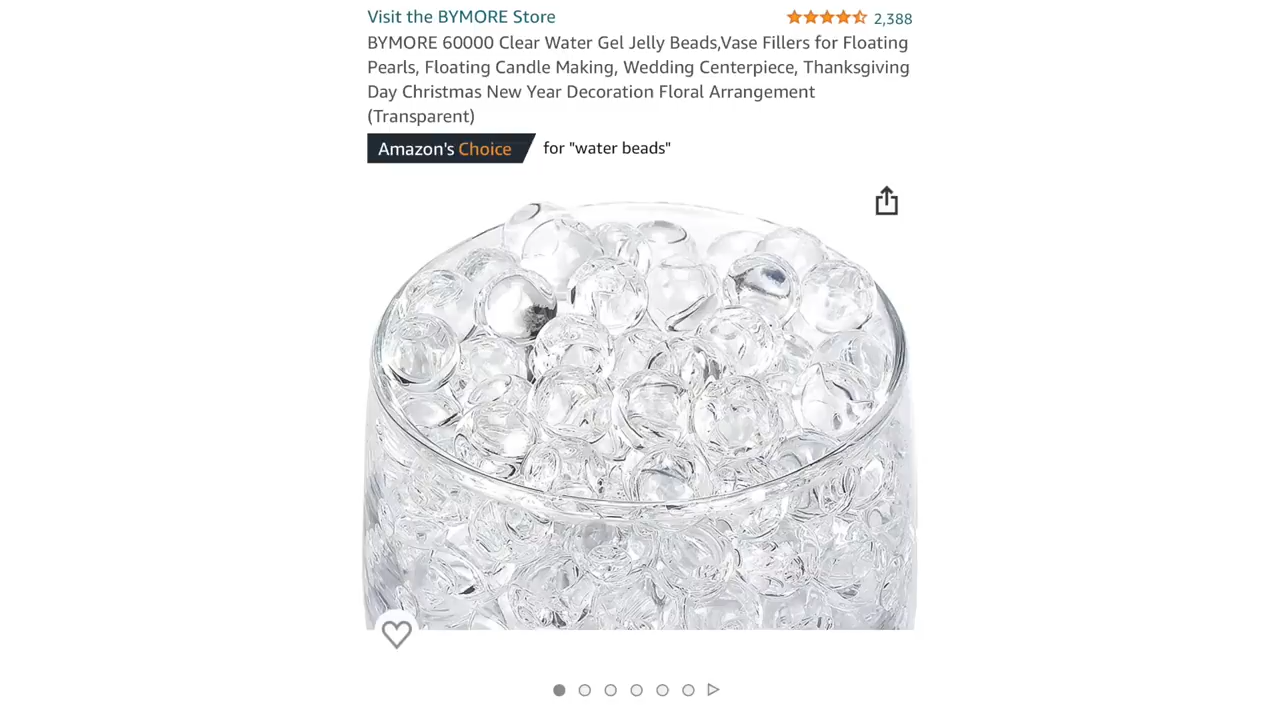 Visit the BYMORE Store
2,388
BYMORE 60000 Clear Water Gel Jelly Beads,Vase Fillers for Floating
Pearls, Floating Candle Making, Wedding Centerpiece, Thanksgiving
Day Christmas New Year Decoration Floral Arrangement
(Transparent)
Amazon's Choice for "water beads"